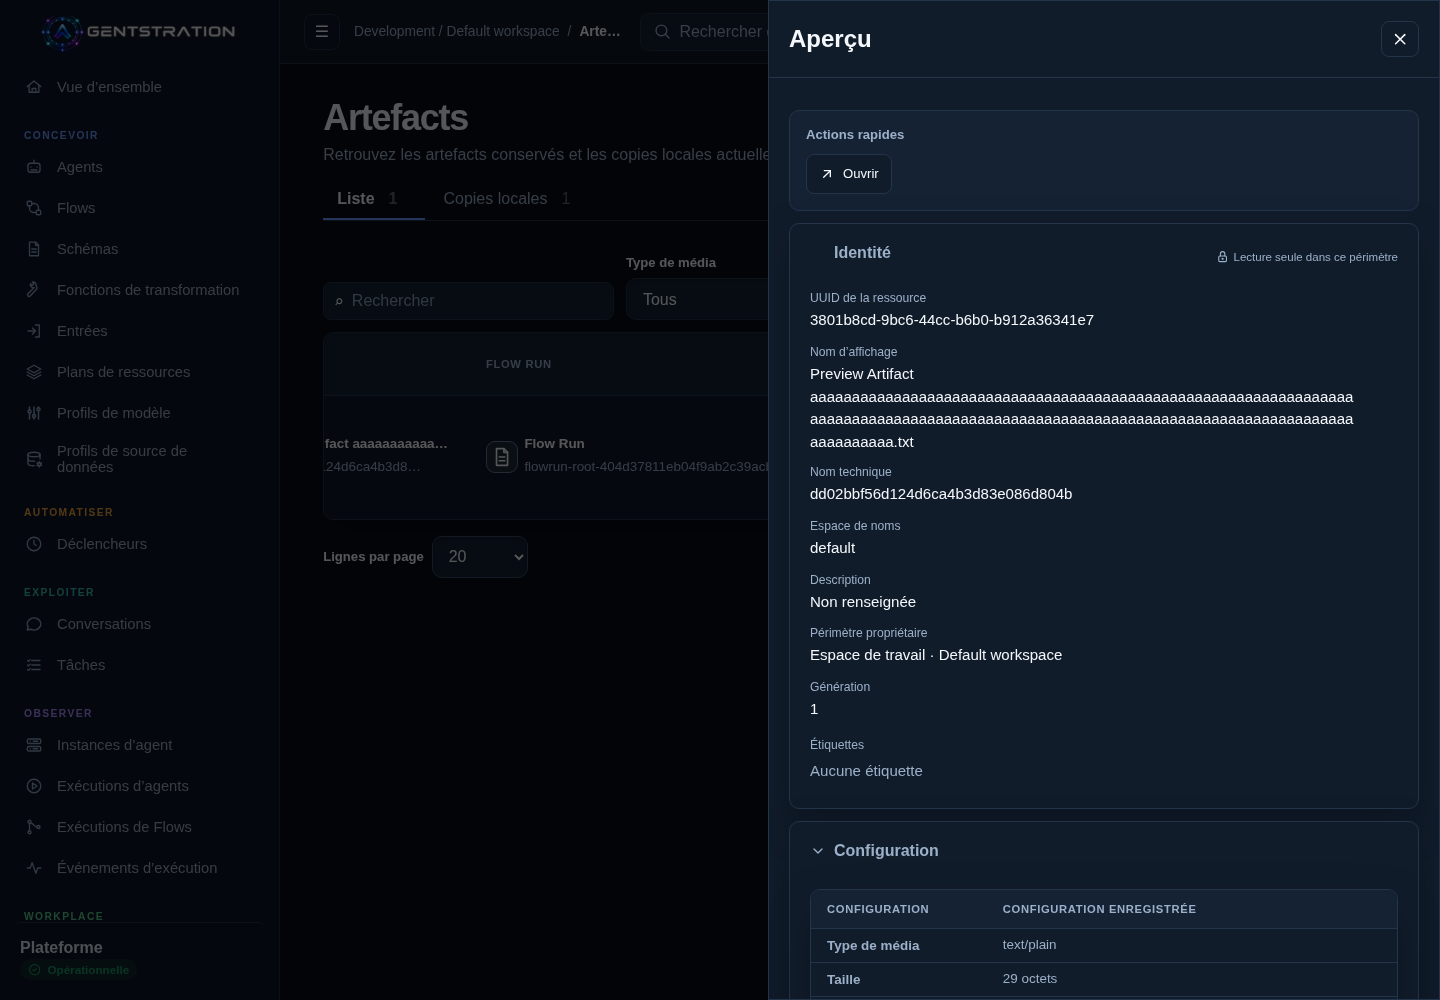 GENTSTRATION
Vue d’ensemble
CONCEVOIR
Agents
Flows
Schémas
Fonctions de transformation
Entrées
Plans de ressources
Profils de modèle
Profils de source de
données
AUTOMATISER
Déclencheurs
EXPLOITER
Conversations
Tâches
OBSERVER
Instances d’agent
Exécutions d’agents
Exécutions de Flows
Événements d’exécution
WORKPLACE
Plateforme
Opérationnelle
Development / Default workspace / Arte…
Rechercher
Artefacts
Retrouvez les artefacts conservés et les copies locales actuelle
Liste 1
Copies locales 1
Type de média
Rechercher
Tous
FLOW RUN
fact aaaaaaaaaaa…
Flow Run
24d6ca4b3d8…
flowrun-root-404d37811eb04f9ab2c39ac
Lignes par page
20
Aperçu
Actions rapides
Ouvrir
Identité
Lecture seule dans ce périmètre
UUID de la ressource
3801b8cd-9bc6-44cc-b6b0-b912a36341e7
Nom d’affichage
Preview Artifact
aaaaaaaaaaaaaaaaaaaaaaaaaaaaaaaaaaaaaaaaaaaaaaaaaaaaaaaaaaaaaaaaa
aaaaaaaaaaaaaaaaaaaaaaaaaaaaaaaaaaaaaaaaaaaaaaaaaaaaaaaaaaaaaaaaa
aaaaaaaaaa.txt
Nom technique
dd02bbf56d124d6ca4b3d83e086d804b
Espace de noms
default
Description
Non renseignée
Périmètre propriétaire
Espace de travail · Default workspace
Génération
1
Étiquettes
Aucune étiquette
Configuration
CONFIGURATION
CONFIGURATION ENREGISTRÉE
Type de média
text/plain
Taille
29 octets